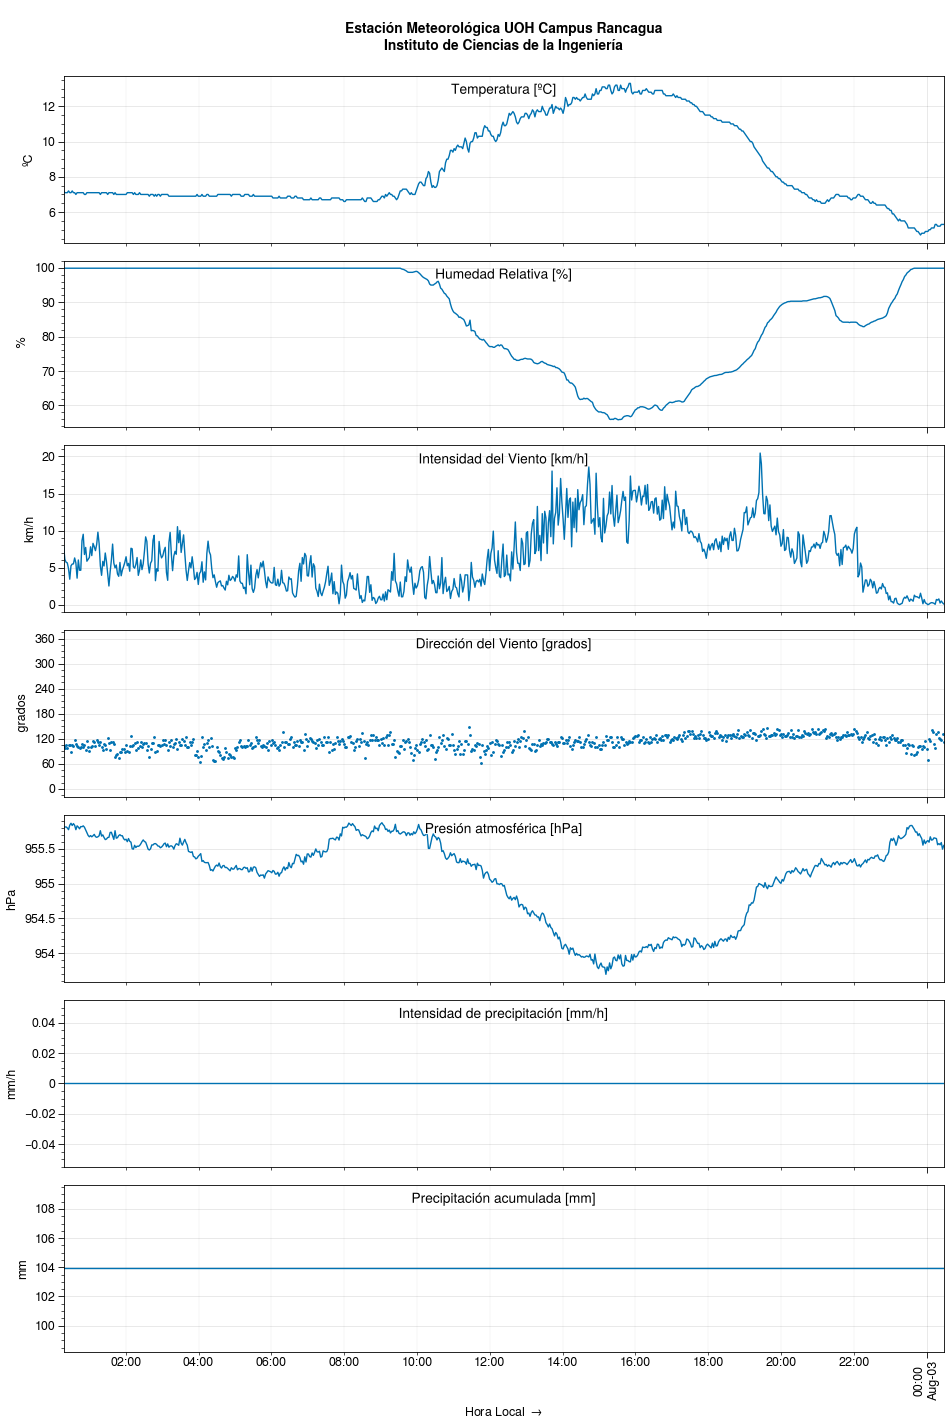 Estación Meteorológica UOH Campus Rancagua
Instituto de Ciencias de la Ingeniería
Temperatura [ºC]
ºC
12
10
8
6
Humedad Relativa [%]
%
100
90
80
70
60
Intensidad del Viento [km/h]
km/h
20
15
10
5
0
Dirección del Viento [grados]
grados
360
300
240
180
120
60
0
Presión atmosférica [hPa]
hPa
955.5
955
954.5
954
Intensidad de precipitación [mm/h]
mm/h
0.04
0.02
0
−0.02
−0.04
Precipitación acumulada [mm]
mm
108
106
104
102
100
02:00 04:00 06:00 08:00 10:00 12:00 14:00 16:00 18:00 20:00 22:00
00:00
Aug-03
Hora Local →